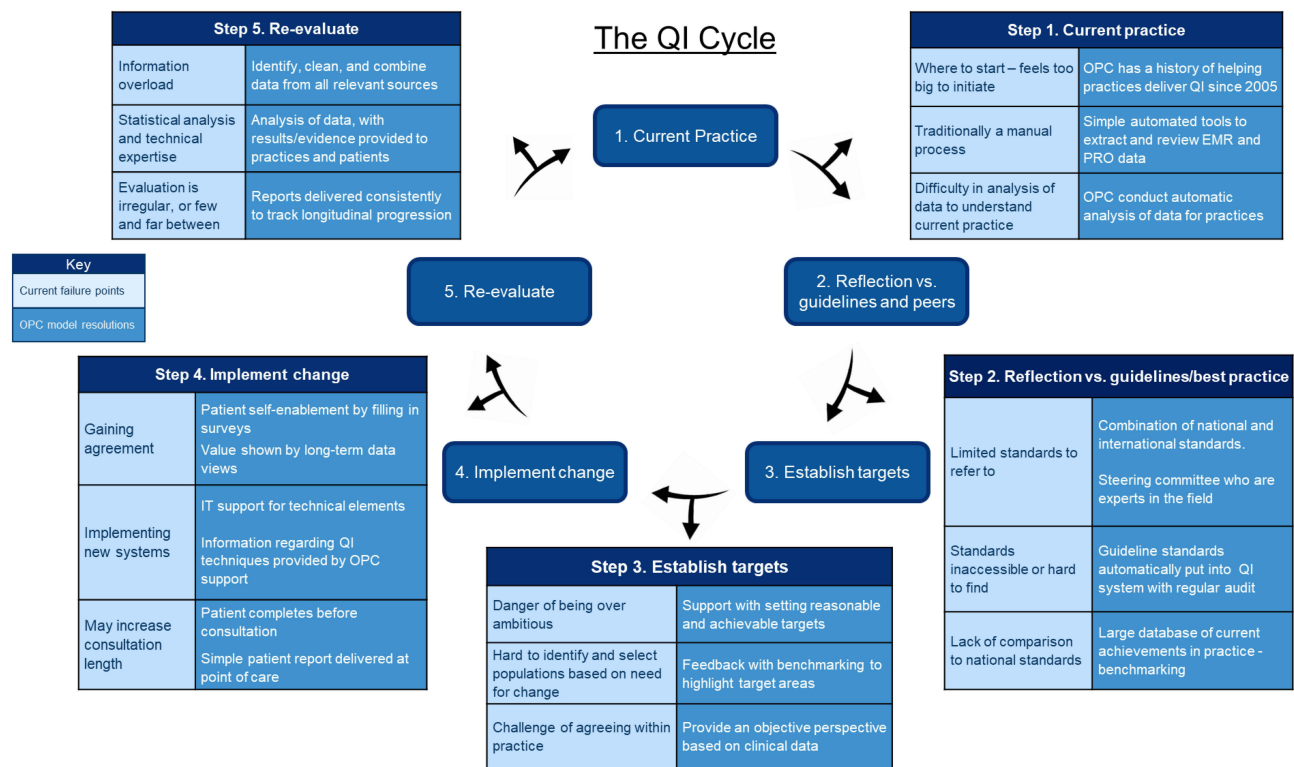 The QI Cycle
Step 5. Re-evaluate
Information
overload
Identify, clean, and combine
data from all relevant sources
Statistical analysis
and technical
expertise
Analysis of data, with
results/evidence provided to
practices and patients
Evaluation is
irregular, or few
and far between
Reports delivered consistently
to track longitudinal progression
Step 1. Current practice
Where to start – feels too
big to initiate
OPC has a history of helping
practices deliver QI since 2005
Traditionally a manual
process
Simple automated tools to
extract and review EMR and
PRO data
Difficulty in analysis of
data to understand
current practice
OPC conduct automatic
analysis of data for practices
1. Current Practice
2. Reflection vs.
guidelines and peers
3. Establish targets
4. Implement change
5. Re-evaluate
Key
Current failure points
OPC model resolutions
Step 4. Implement change
Gaining
agreement
Patient self-enablement by filling in
surveys
Value shown by long-term data
views
Implementing
new systems
IT support for technical elements
Information regarding QI
techniques provided by OPC
support
May increase
consultation
length
Patient completes before
consultation
Simple patient report delivered at
point of care
Step 3. Establish targets
Danger of being over
ambitious
Support with setting reasonable
and achievable targets
Hard to identify and select
populations based on need
for change
Feedback with benchmarking to
highlight target areas
Challenge of agreeing within
practice
Provide an objective perspective
based on clinical data
Step 2. Reflection vs. guidelines/best practice
Limited standards to
refer to
Combination of national and
international standards.
Steering committee who are
experts in the field
Standards
inaccessible or hard
to find
Guideline standards
automatically put into QI
system with regular audit
Lack of comparison
to national standards
Large database of current
achievements in practice -
benchmarking